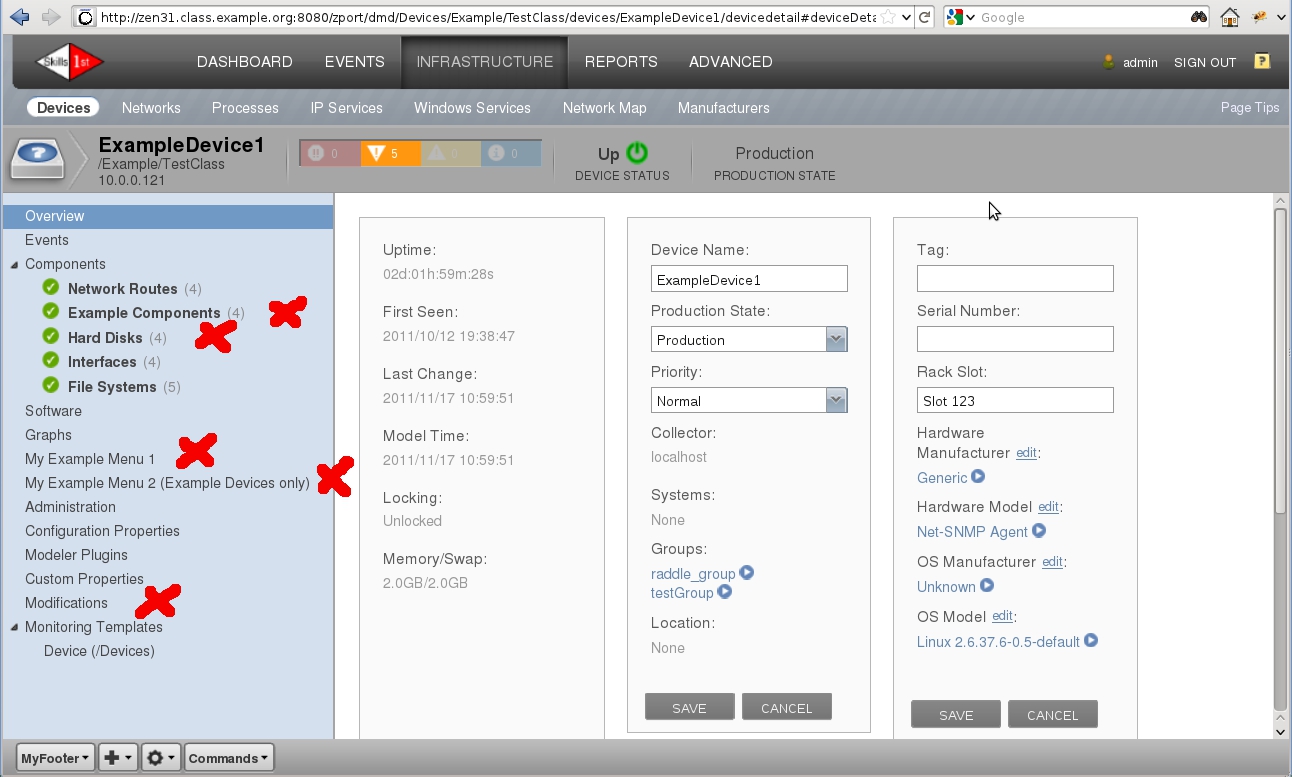 http://zen31.class.example.org:8080/zport/dmd/Devices/Example/TestClass/devices/ExampleDevice1/devicedetail#deviceDeta
Google
Skills 1st
DASHBOARD EVENTS INFRASTRUCTURE REPORTS ADVANCED
admin SIGN OUT ?
Devices Networks Processes IP Services Windows Services Network Map Manufacturers
Page Tips
ExampleDevice1
/Example/TestClass
10.0.0.121
0 5 0 0
Up
DEVICE STATUS
Production
PRODUCTION STATE
Overview
Events
Components
Network Routes (4)
Example Components (4)
Hard Disks (4)
Interfaces (4)
File Systems (5)
Software
Graphs
My Example Menu 1
My Example Menu 2 (Example Devices only)
Administration
Configuration Properties
Modeler Plugins
Custom Properties
Modifications
Monitoring Templates
Device (/Devices)
Uptime:
02d:01h:59m:28s
First Seen:
2011/10/12 19:38:47
Last Change:
2011/11/17 10:59:51
Model Time:
2011/11/17 10:59:51
Locking:
Unlocked
Memory/Swap:
2.0GB/2.0GB
Device Name:
ExampleDevice1
Production State:
Production
Priority:
Normal
Collector:
localhost
Systems:
None
Groups:
raddle_group
testGroup
Location:
None
SAVE CANCEL
Tag:
Serial Number:
Rack Slot:
Slot 123
Hardware
Manufacturer edit:
Generic
Hardware Model edit:
Net-SNMP Agent
OS Manufacturer edit:
Unknown
OS Model edit:
Linux 2.6.37.6-0.5-default
SAVE CANCEL
MyFooter Commands